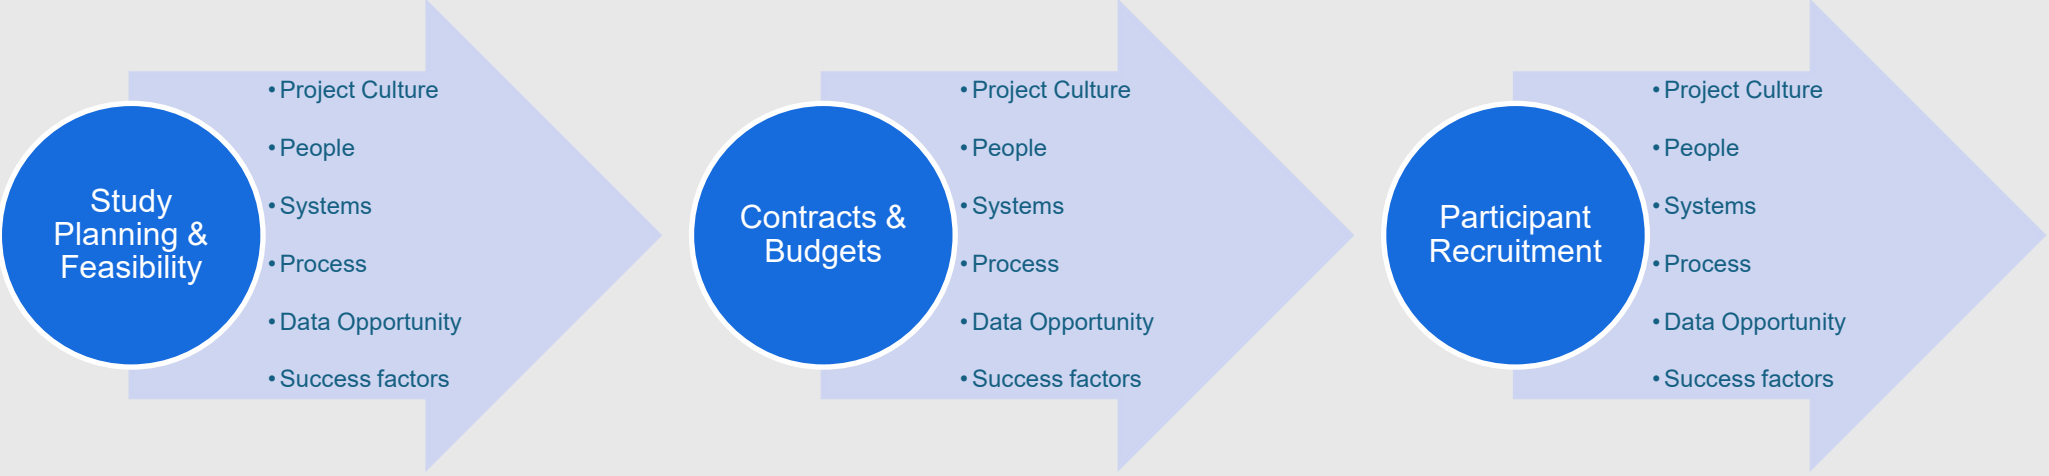 Study
Planning &
Feasibility
•Project Culture
•People
•Systems
•Process
•Data Opportunity
•Success factors
Contracts &
Budgets
•Project Culture
•People
•Systems
•Process
•Data Opportunity
•Success factors
Participant
Recruitment
•Project Culture
•People
•Systems
•Process
•Data Opportunity
•Success factors